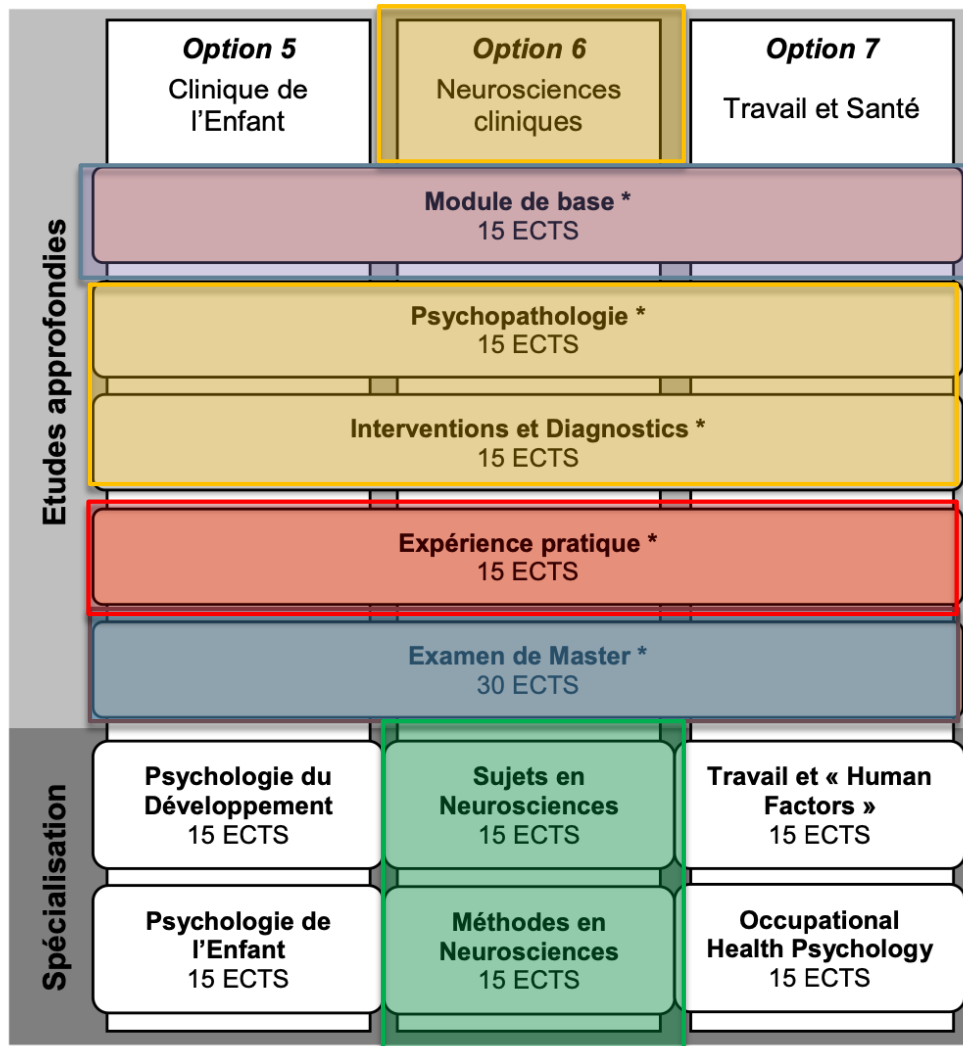 Option 5
Clinique de
l'Enfant
Option 6
Neurosciences
cliniques
Option 7
Travail et Santé
Etudes approfondies
Module de base *
15 ECTS
Psychopathologie *
15 ECTS
Interventions et Diagnostics *
15 ECTS
Expérience pratique *
15 ECTS
Examen de Master *
30 ECTS
Spécialisation
Psychologie du
Développement
15 ECTS
Sujets en
Neurosciences
15 ECTS
Travail et « Human
Factors »
15 ECTS
Psychologie de
l'Enfant
15 ECTS
Méthodes en
Neurosciences
15 ECTS
Occupational
Health Psychology
15 ECTS